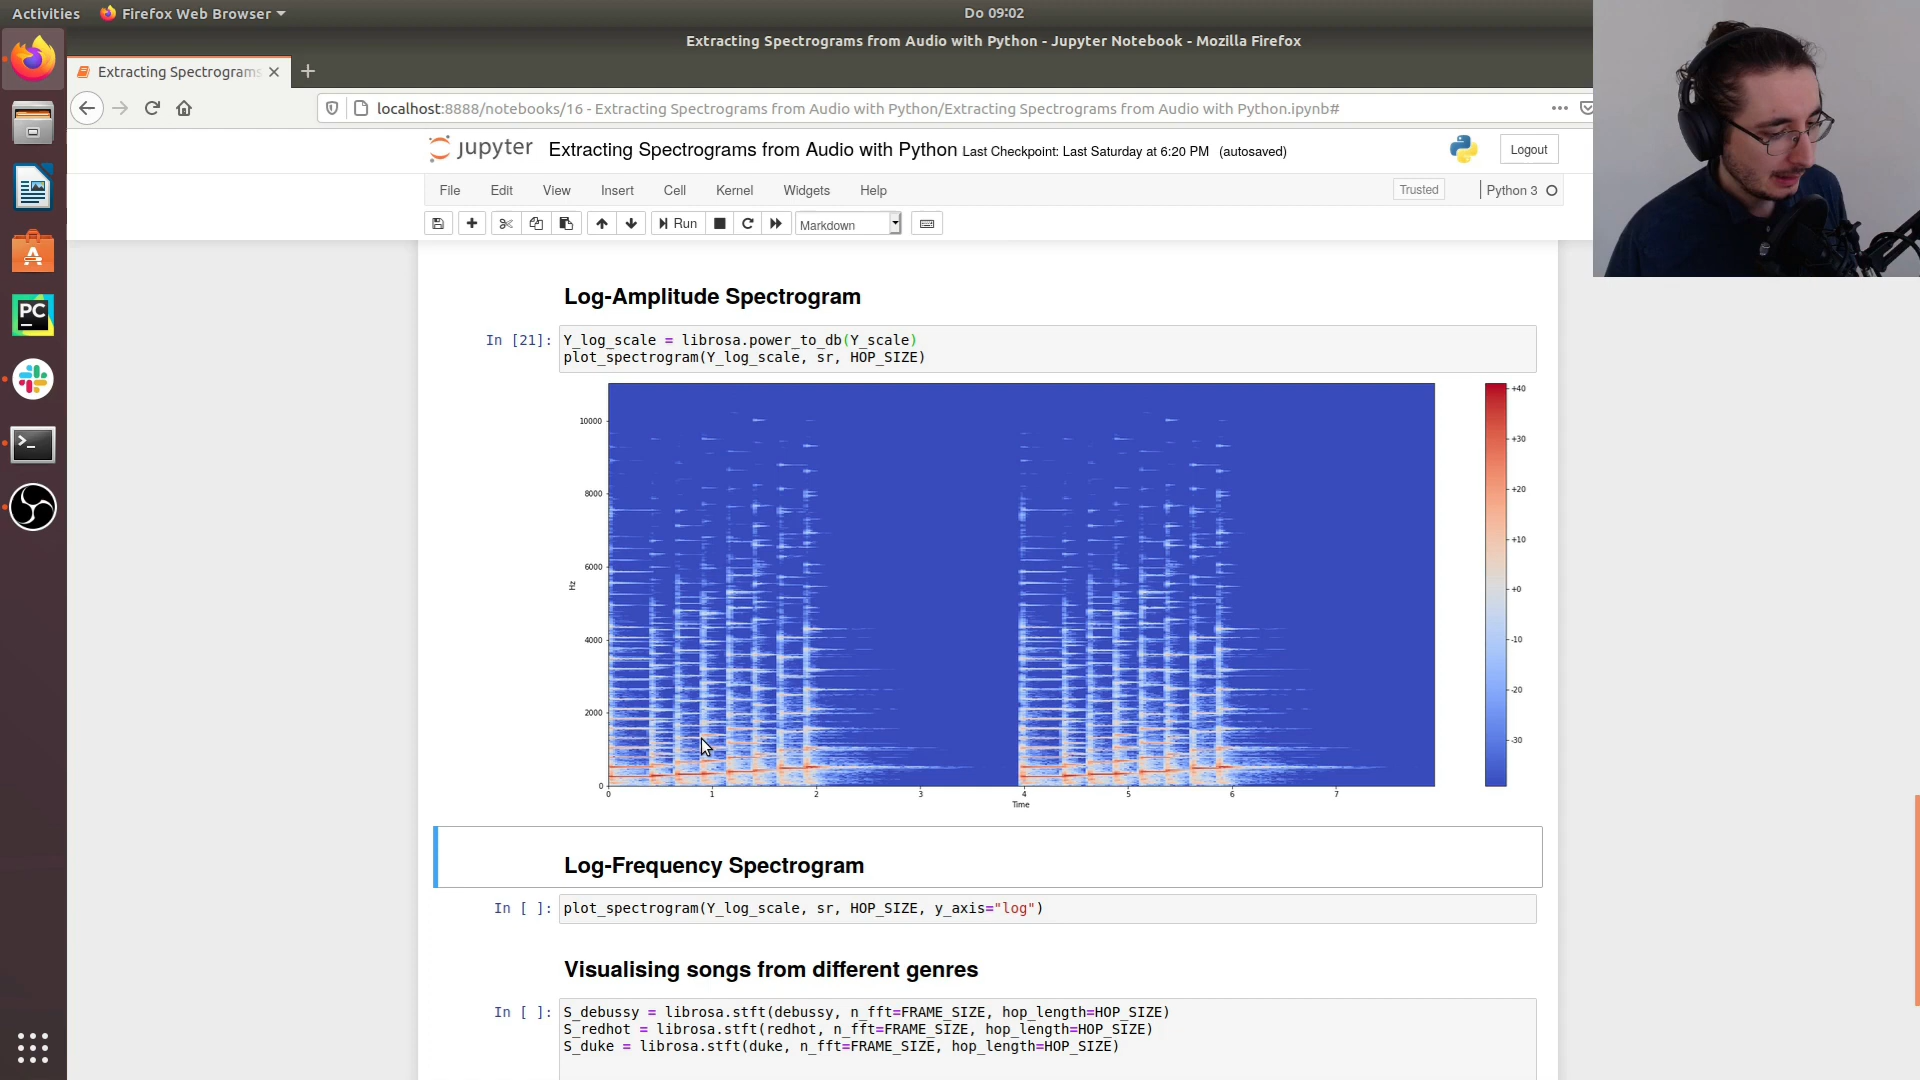 Activities
Firefox Web Browser
Do 09:02
Extracting Spectrograms from Audio with Python - Jupyter Notebook - Mozilla Firefox
Extracting Spectrograms
localhost:8888/notebooks/16 - Extracting Spectrograms from Audio with Python/Extracting Spectrograms from Audio with Python.ipynb#
jupyter Extracting Spectrograms from Audio with Python Last Checkpoint: Last Saturday at 6:20 PM (autosaved)
Logout
File Edit View Insert Cell Kernel Widgets Help
Trusted
Python 3
Run
Markdown
Log-Amplitude Spectrogram
In [21]: Y_log_scale = librosa.power_to_db(Y_scale)
plot_spectrogram(Y_log_scale, sr, HOP_SIZE)
10000
8000
6000
4000
2000
0
Hz
0 1 2 3 4 5 6 7
Time
+40
+30
+20
+10
+0
-10
-20
-30
Log-Frequency Spectrogram
In [ ]: plot_spectrogram(Y_log_scale, sr, HOP_SIZE, y_axis="log")
Visualising songs from different genres
In [ ]: S_debussy = librosa.stft(debussy, n_fft=FRAME_SIZE, hop_length=HOP_SIZE)
S_redhot = librosa.stft(redhot, n_fft=FRAME_SIZE, hop_length=HOP_SIZE)
S_duke = librosa.stft(duke, n_fft=FRAME_SIZE, hop_length=HOP_SIZE)
PC